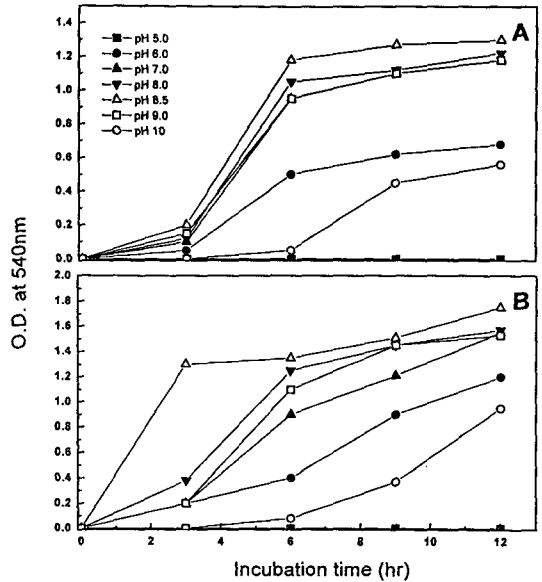 A
1.4
1.2
1.0
0.8
0.6
0.4
0.2
0.0
pH 5.0
pH 6.0
pH 7.0
pH 8.0
pH 8.5
pH 9.0
pH 10
O.D. at 540nm
B
2.0
1.8
1.6
1.4
1.2
1.0
0.8
0.6
0.4
0.2
0.0
0 2 4 6 8 10 12
Incubation time (hr)